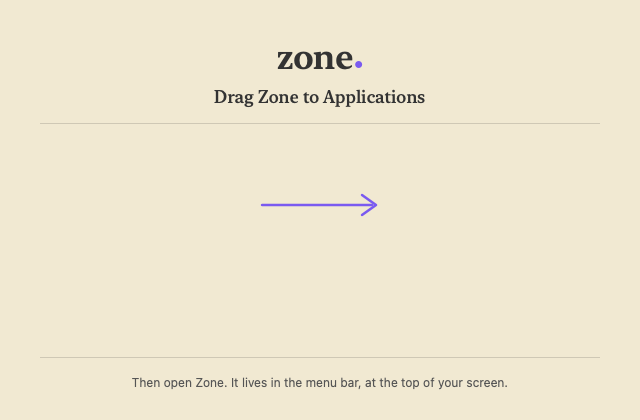 zone.
Drag Zone to Applications
Then open Zone. It lives in the menu bar, at the top of your screen.